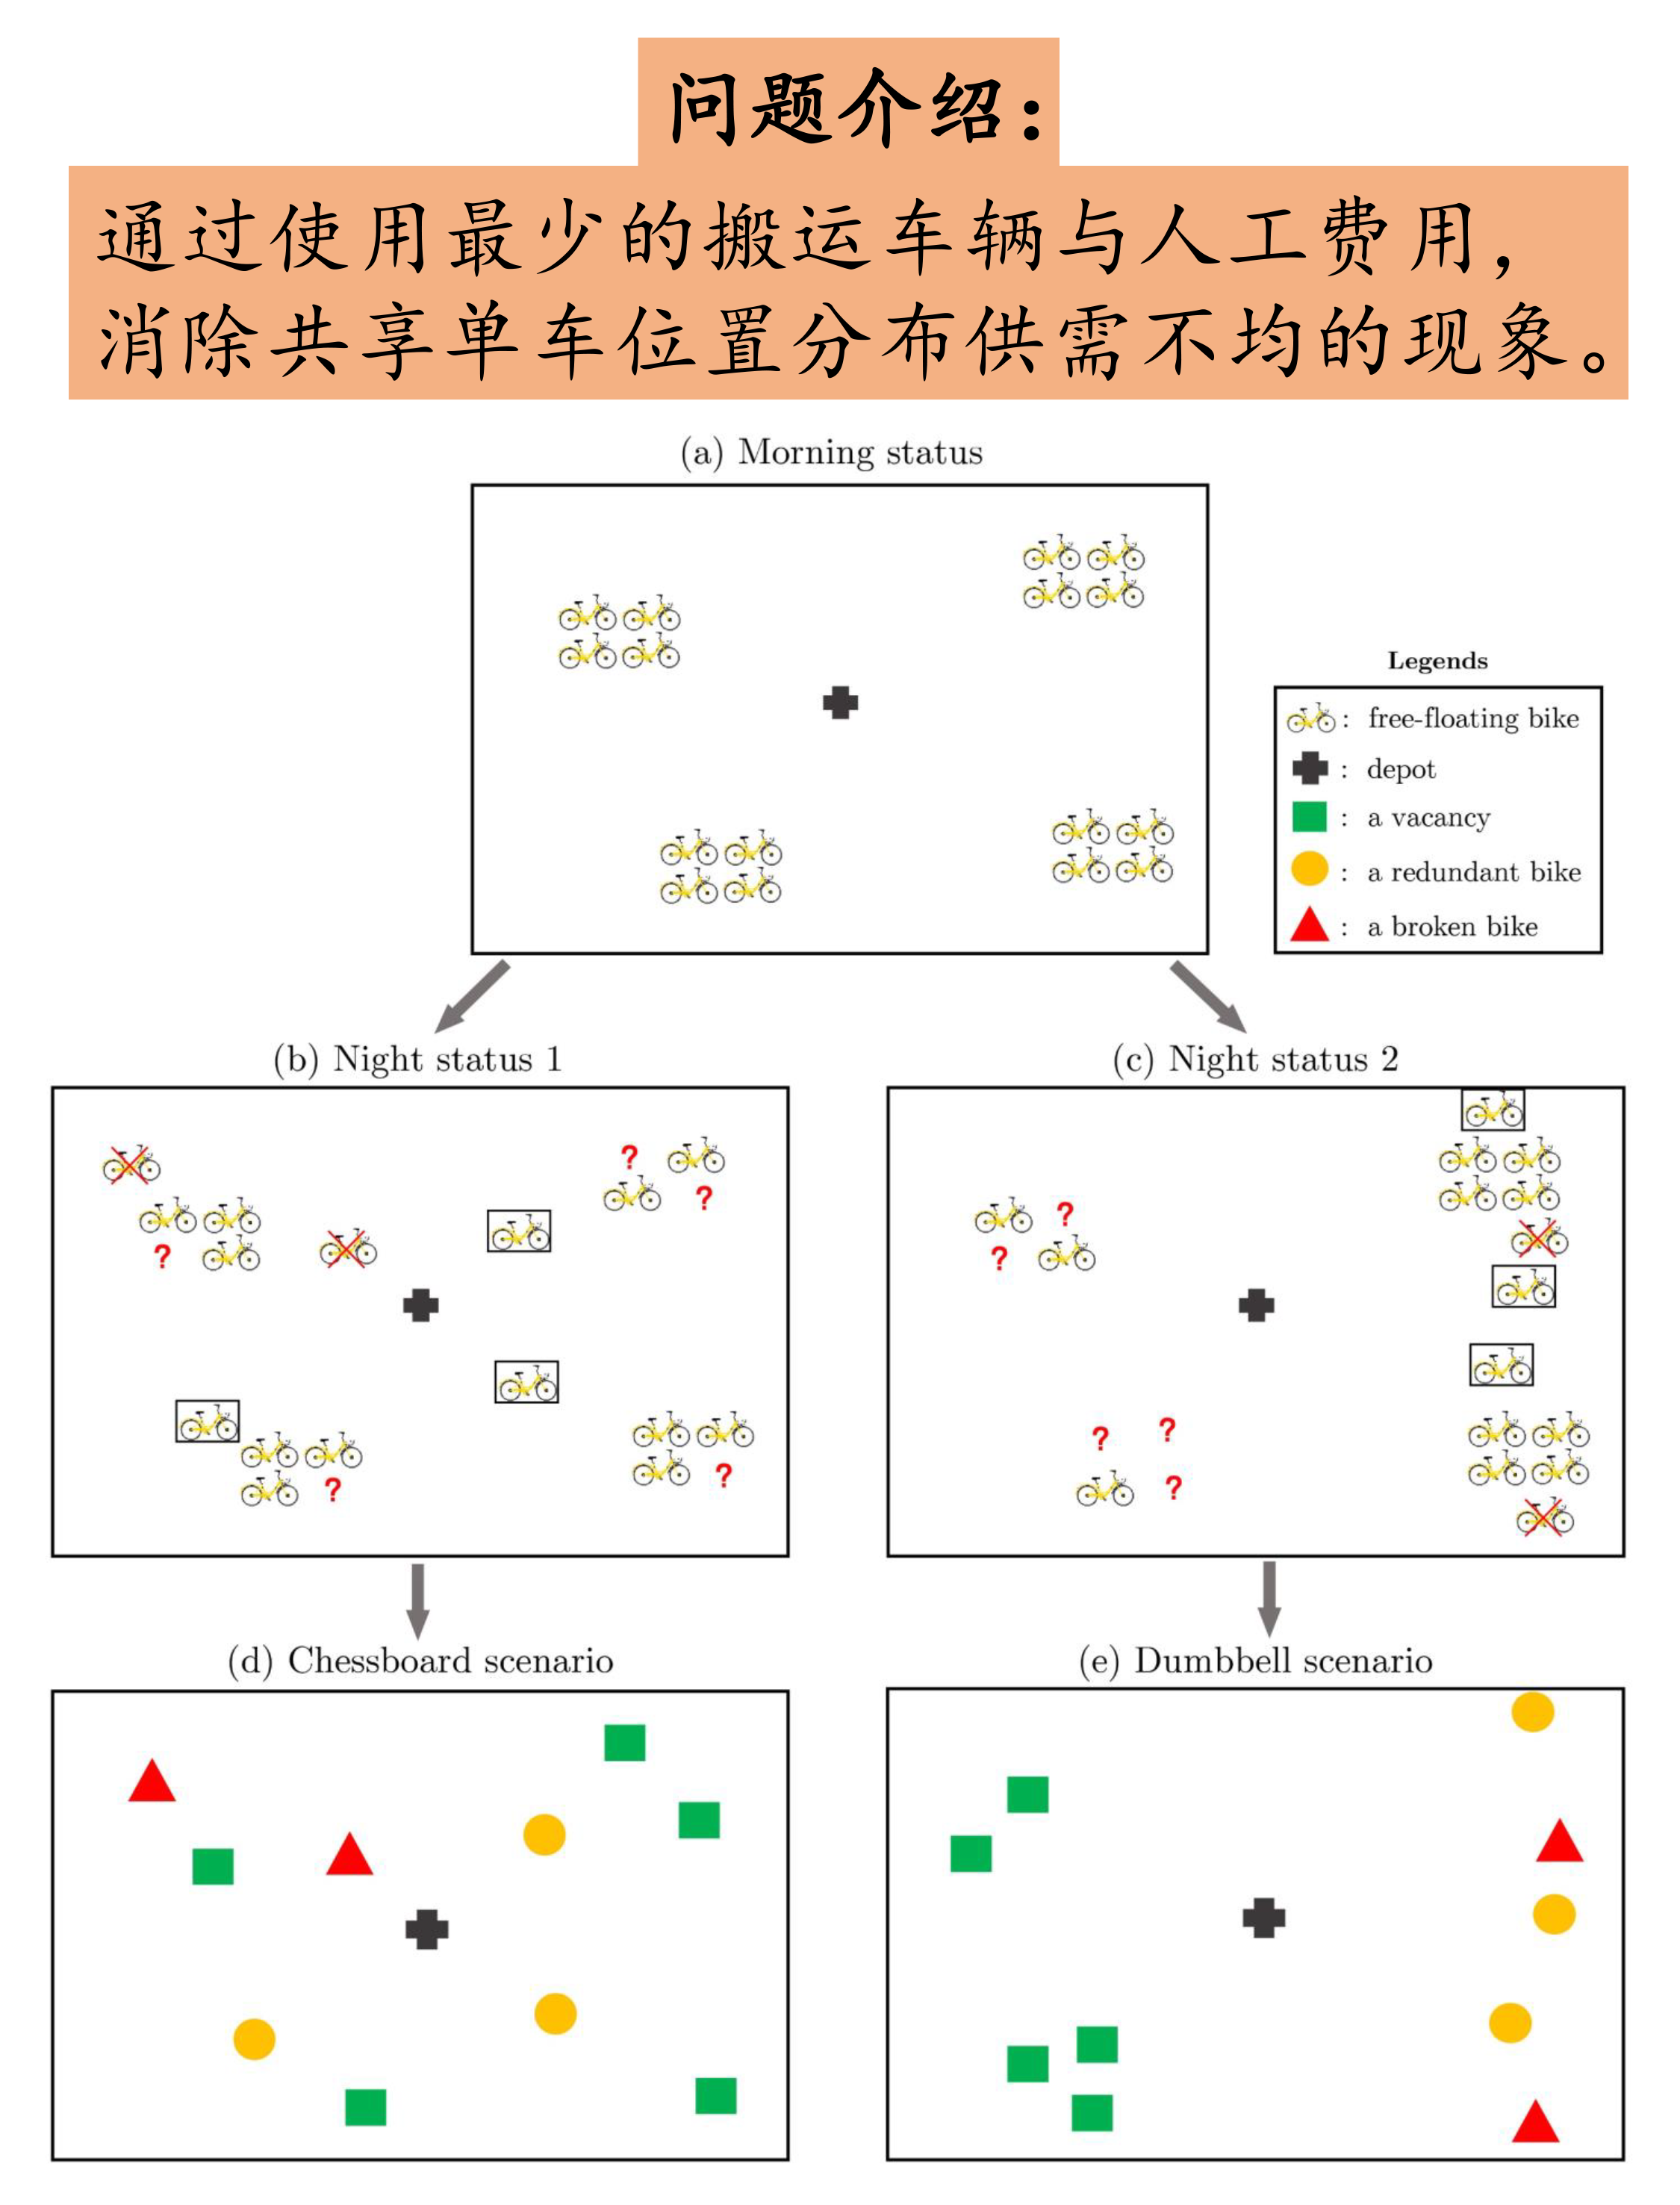 问题介绍：
通过使用最少的搬运车辆与人工费用，
消除共享单车位置分布供需不均的现象。
(a) Morning status
Legends
: free-floating bike
: depot
: a vacancy
: a redundant bike
: a broken bike
(b) Night status 1
(c) Night status 2
?
?
?
?
?
?
?
?
?
?
(d) Chessboard scenario
(e) Dumbbell scenario